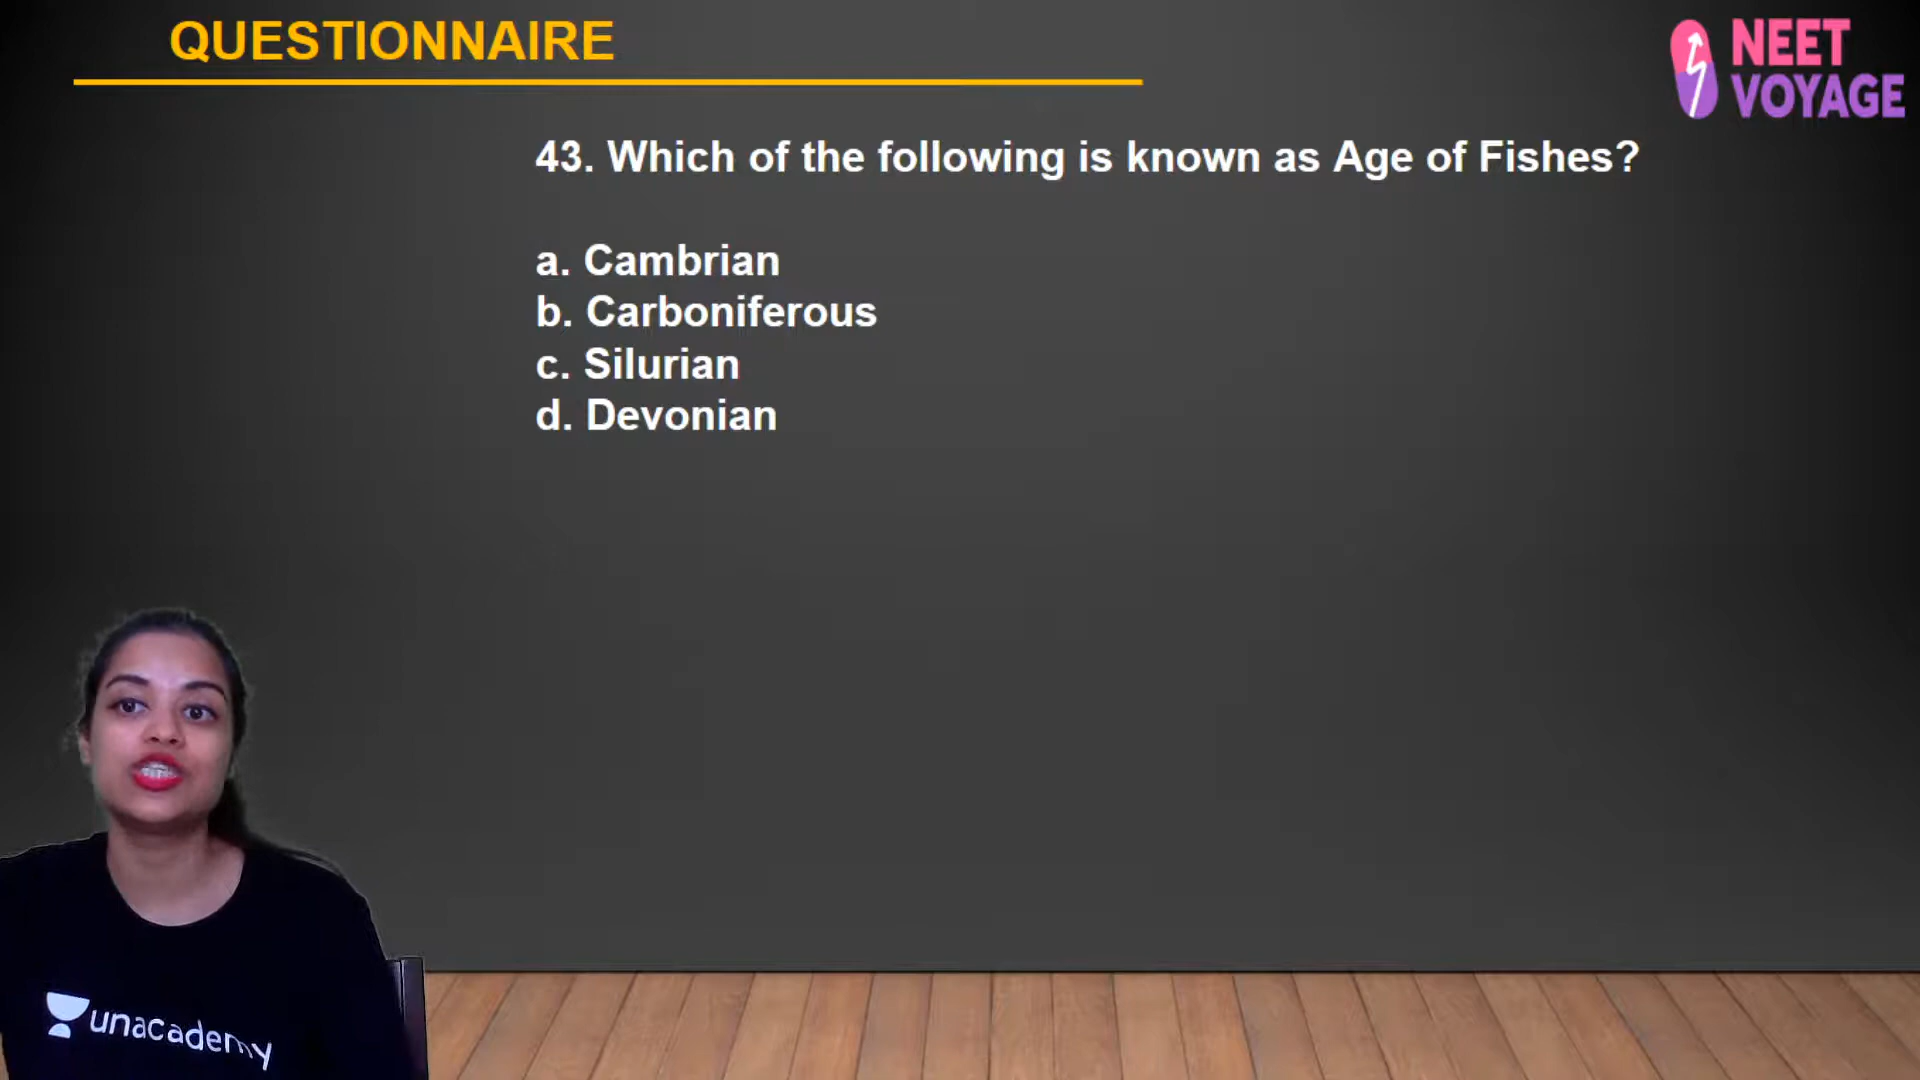 QUESTIONNAIRE
NEET
VOYAGE
43. Which of the following is known as Age of Fishes?
a. Cambrian
b. Carboniferous
c. Silurian
d. Devonian
unacademy